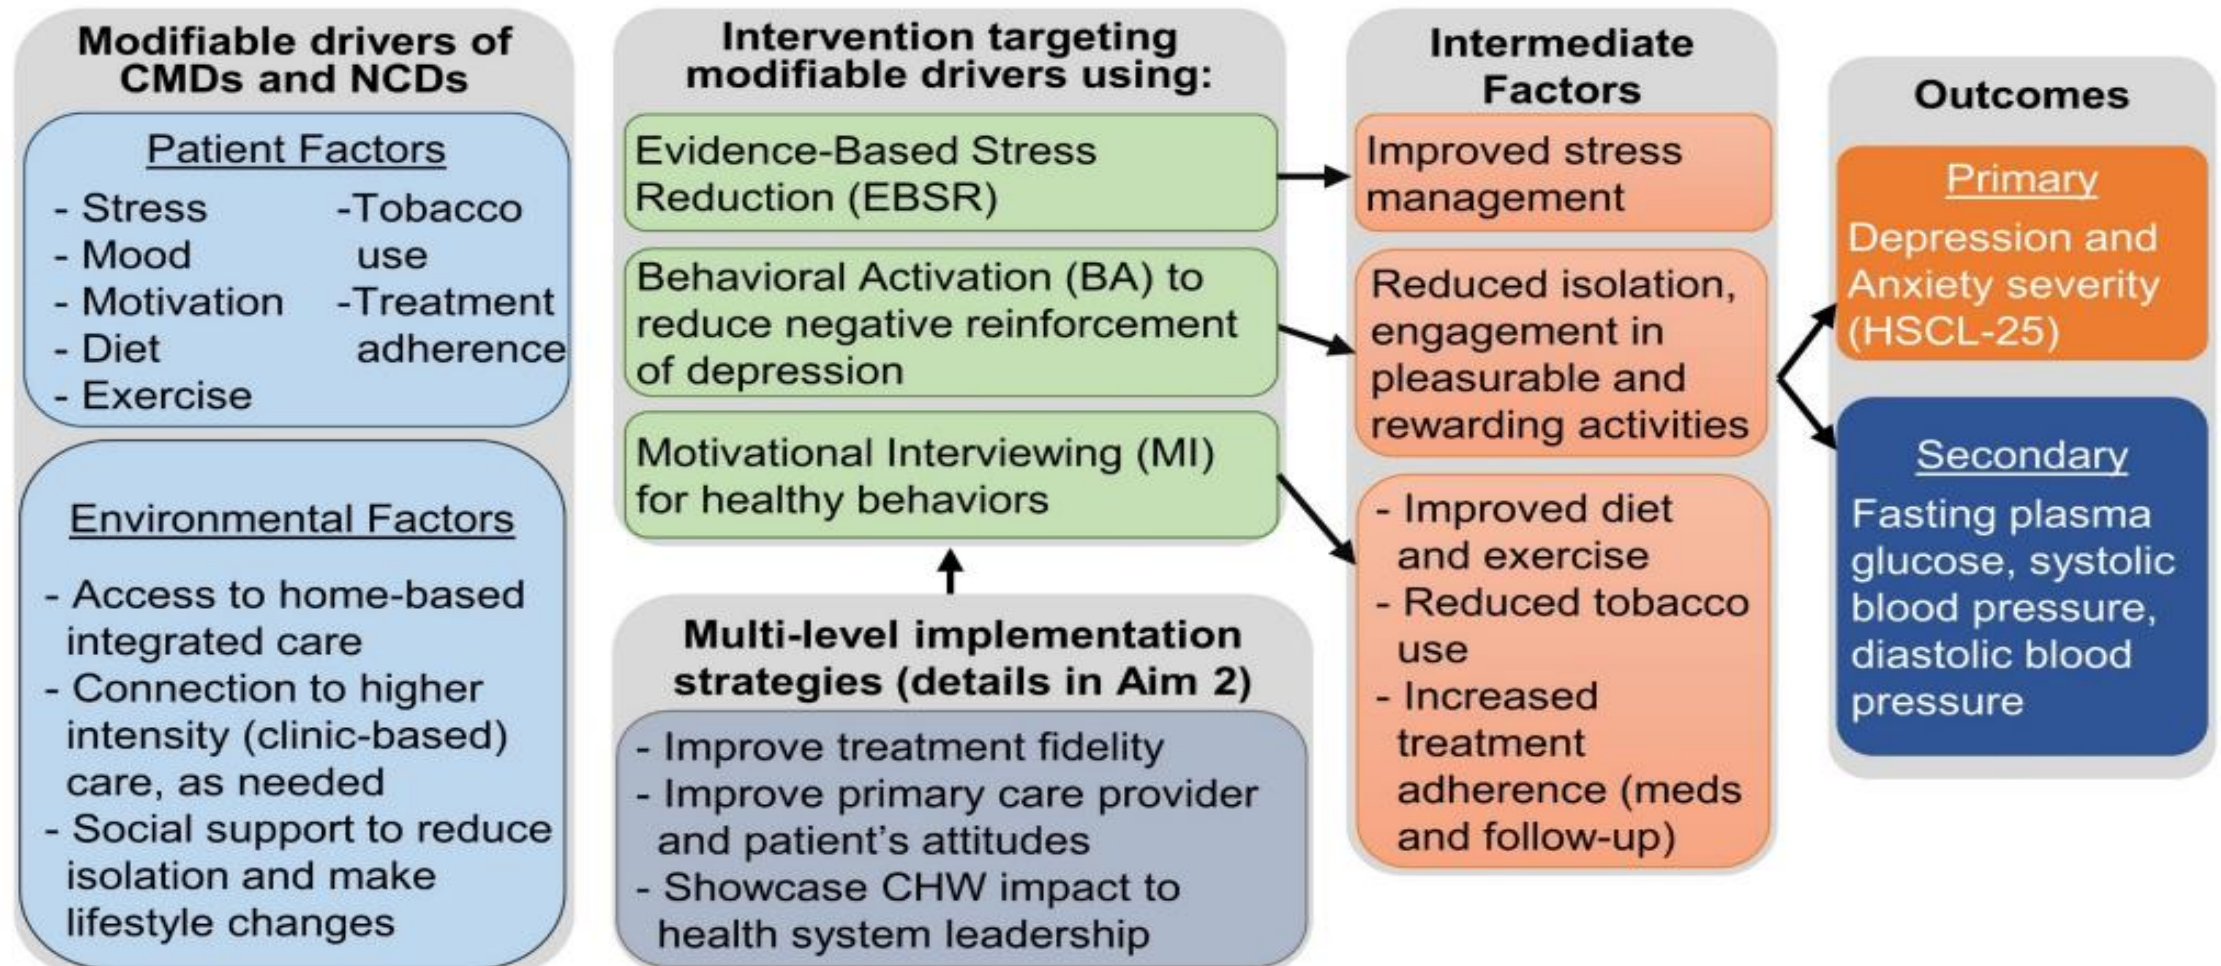 Modifiable drivers of
CMDs and NCDs
Patient Factors
- Stress
- Mood
- Motivation
- Diet
- Exercise
-Tobacco
use
-Treatment
adherence
Environmental Factors
- Access to home-based
integrated care
- Connection to higher
intensity (clinic-based)
care, as needed
- Social support to reduce
isolation and make
lifestyle changes
Intervention targeting
modifiable drivers using:
Evidence-Based Stress
Reduction (EBSR)
Behavioral Activation (BA) to
reduce negative reinforcement
of depression
Motivational Interviewing (MI)
for healthy behaviors
Multi-level implementation
strategies (details in Aim 2)
- Improve treatment fidelity
- Improve primary care provider
and patient’s attitudes
- Showcase CHW impact to
health system leadership
Intermediate
Factors
Improved stress
management
Reduced isolation,
engagement in
pleasurable and
rewarding activities
- Improved diet
and exercise
- Reduced tobacco
use
- Increased
treatment
adherence (meds
and follow-up)
Outcomes
Primary
Depression and
Anxiety severity
(HSCL-25)
Secondary
Fasting plasma
glucose, systolic
blood pressure,
diastolic blood
pressure